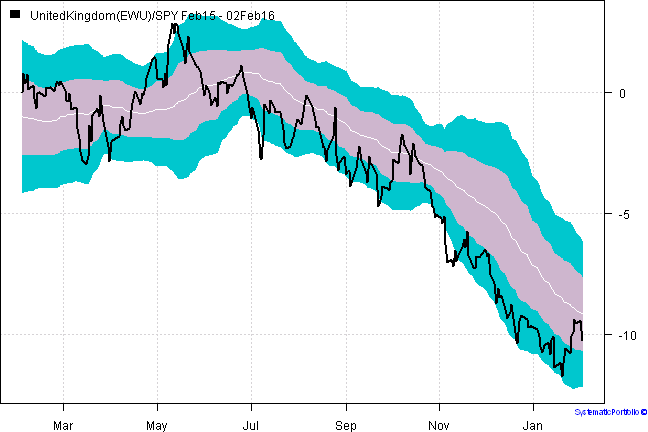 UnitedKingdom(EWU)/SPY Feb15 - 02Feb16
0
-5
-10
Mar May Jul Sep Nov Jan
SystematicPortfolio ©